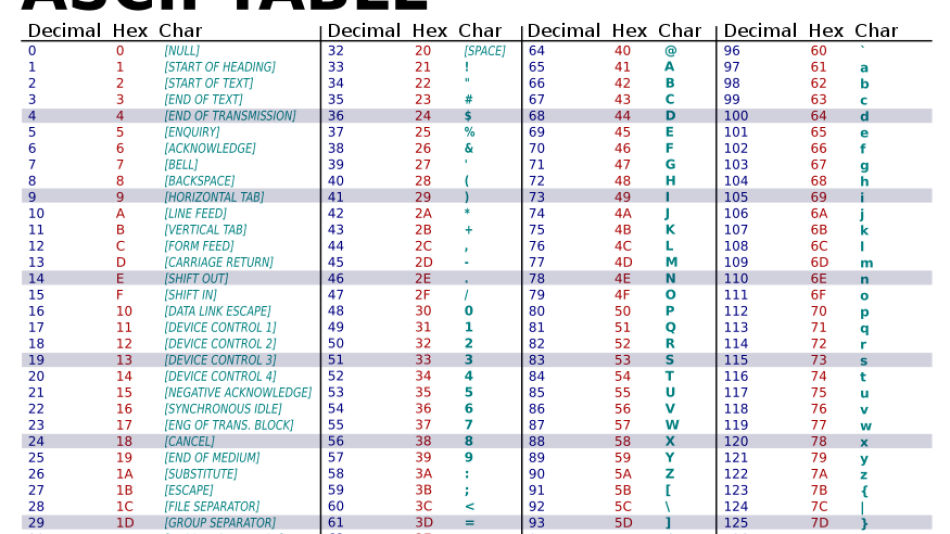 ASCII TABLE
Decimal Hex Char Decimal Hex Char Decimal Hex Char Decimal Hex Char
0 0 [NULL] 32 20 [SPACE] 64 40 @ 96 60 `
1 1 [START OF HEADING] 33 21 ! 65 41 A 97 61 a
2 2 [START OF TEXT] 34 22 " 66 42 B 98 62 b
3 3 [END OF TEXT] 35 23 # 67 43 C 99 63 c
4 4 [END OF TRANSMISSION] 36 24 $ 68 44 D 100 64 d
5 5 [ENQUIRY] 37 25 % 69 45 E 101 65 e
6 6 [ACKNOWLEDGE] 38 26 & 70 46 F 102 66 f
7 7 [BELL] 39 27 ' 71 47 G 103 67 g
8 8 [BACKSPACE] 40 28 ( 72 48 H 104 68 h
9 9 [HORIZONTAL TAB] 41 29 ) 73 49 I 105 69 i
10 A [LINE FEED] 42 2A * 74 4A J 106 6A j
11 B [VERTICAL TAB] 43 2B + 75 4B K 107 6B k
12 C [FORM FEED] 44 2C , 76 4C L 108 6C l
13 D [CARRIAGE RETURN] 45 2D - 77 4D M 109 6D m
14 E [SHIFT OUT] 46 2E . 78 4E N 110 6E n
15 F [SHIFT IN] 47 2F / 79 4F O 111 6F o
16 10 [DATA LINK ESCAPE] 48 30 0 80 50 P 112 70 p
17 11 [DEVICE CONTROL 1] 49 31 1 81 51 Q 113 71 q
18 12 [DEVICE CONTROL 2] 50 32 2 82 52 R 114 72 r
19 13 [DEVICE CONTROL 3] 51 33 3 83 53 S 115 73 s
20 14 [DEVICE CONTROL 4] 52 34 4 84 54 T 116 74 t
21 15 [NEGATIVE ACKNOWLEDGE] 53 35 5 85 55 U 117 75 u
22 16 [SYNCHRONOUS IDLE] 54 36 6 86 56 V 118 76 v
23 17 [ENG OF TRANS. BLOCK] 55 37 7 87 57 W 119 77 w
24 18 [CANCEL] 56 38 8 88 58 X 120 78 x
25 19 [END OF MEDIUM] 57 39 9 89 59 Y 121 79 y
26 1A [SUBSTITUTE] 58 3A : 90 5A Z 122 7A z
27 1B [ESCAPE] 59 3B ; 91 5B [ 123 7B {
28 1C [FILE SEPARATOR] 60 3C < 92 5C \ 124 7C |
29 1D [GROUP SEPARATOR] 61 3D = 93 5D ] 125 7D }